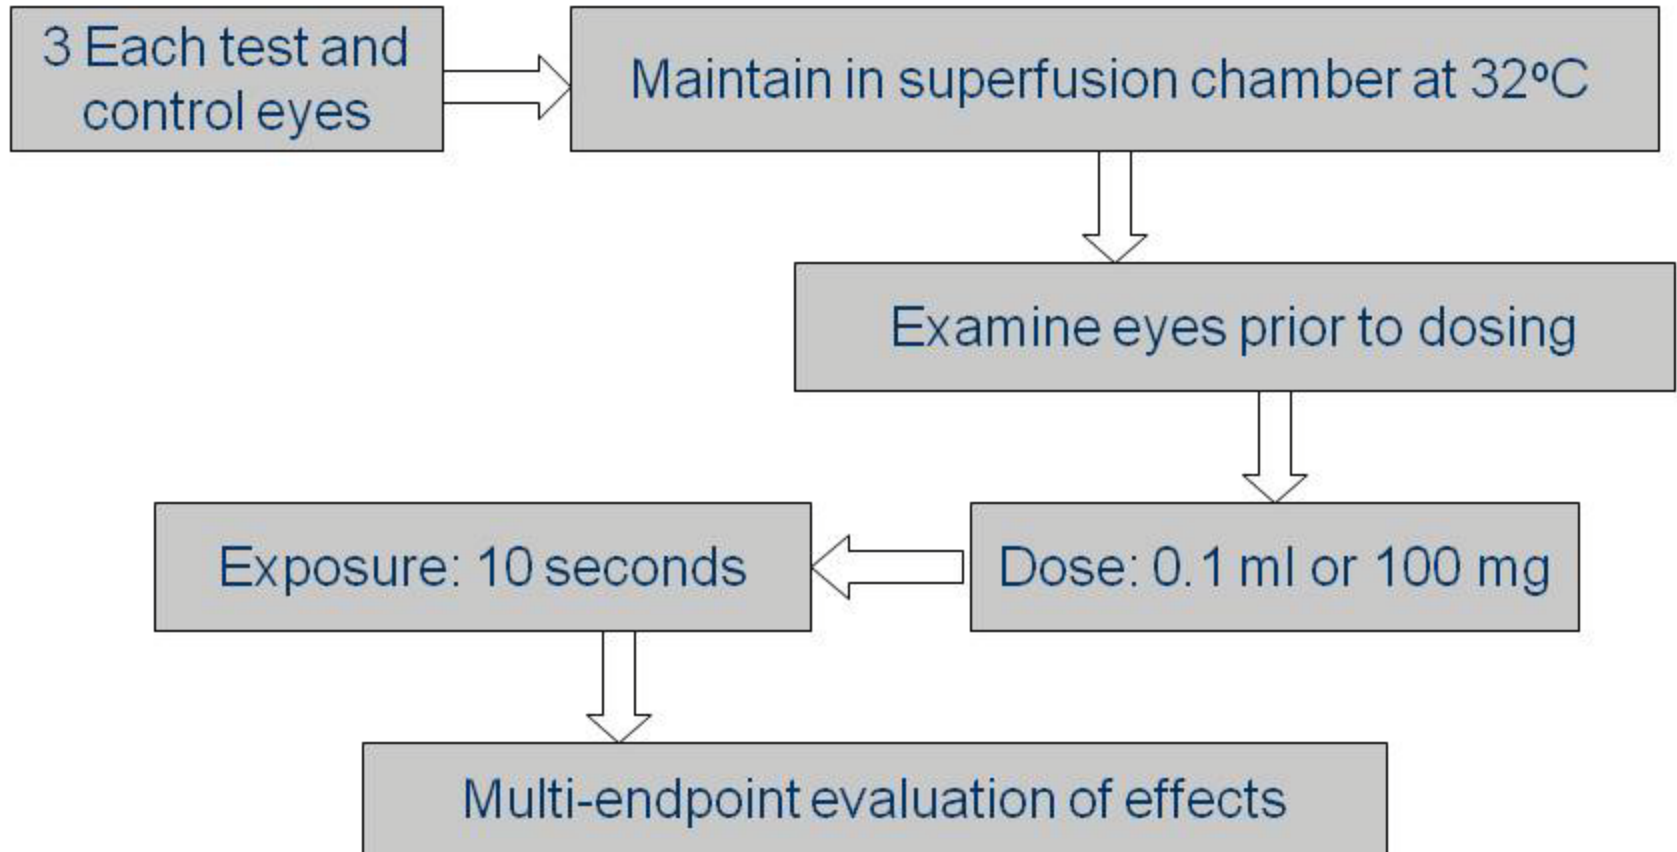 3 Each test and
control eyes
Maintain in superfusion chamber at 32ºC
Examine eyes prior to dosing
Exposure: 10 seconds
Dose: 0.1 ml or 100 mg
Multi-endpoint evaluation of effects